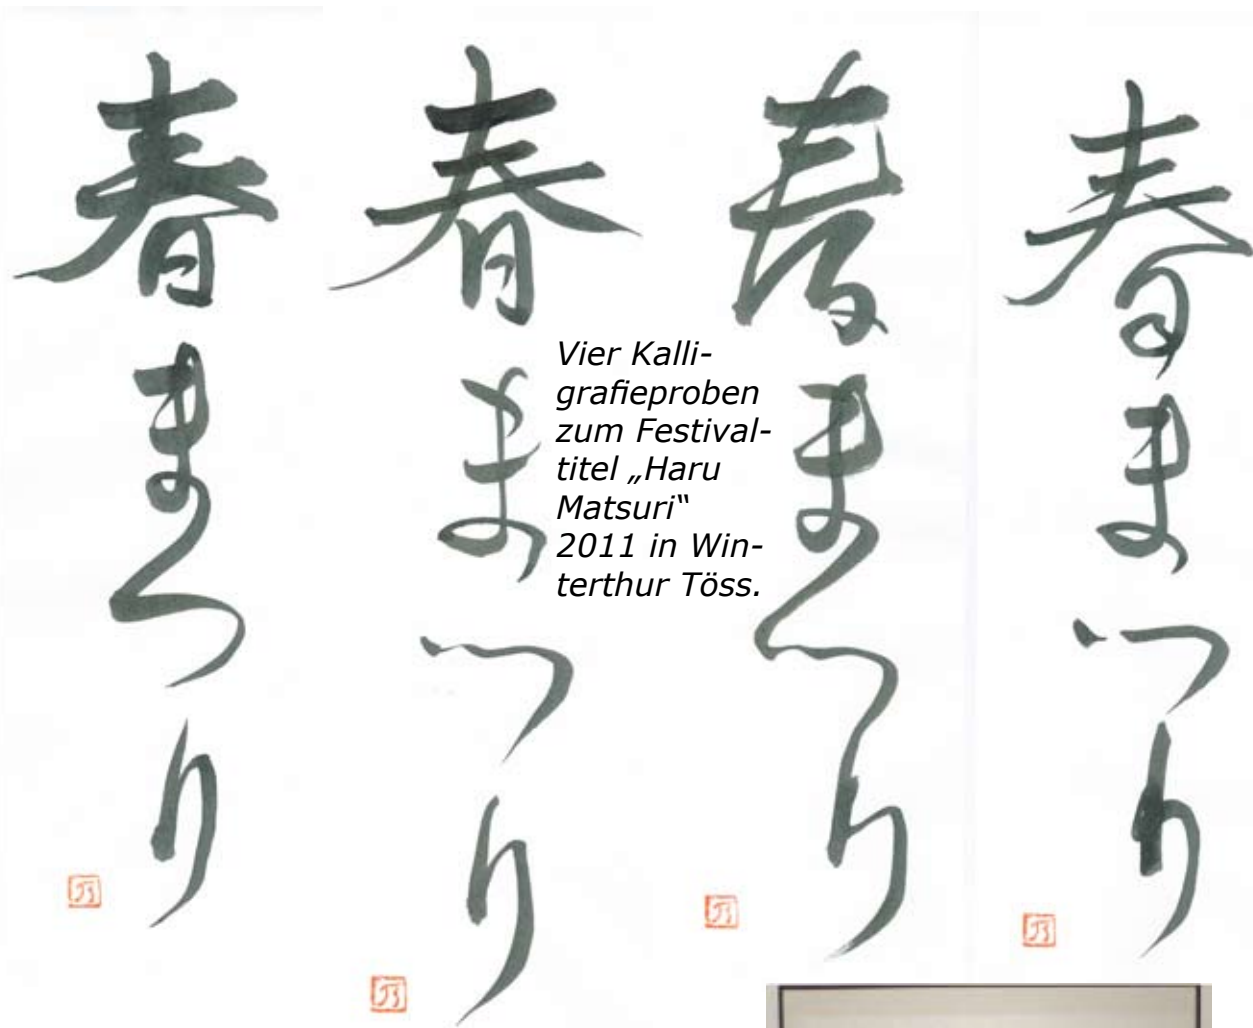 春まつり
春まつり
Vier Kalli-
grafieproben
zum Festival-
titel „Haru
Matsuri“
2011 in Win-
terthur Töss.
春まつり
春まつり